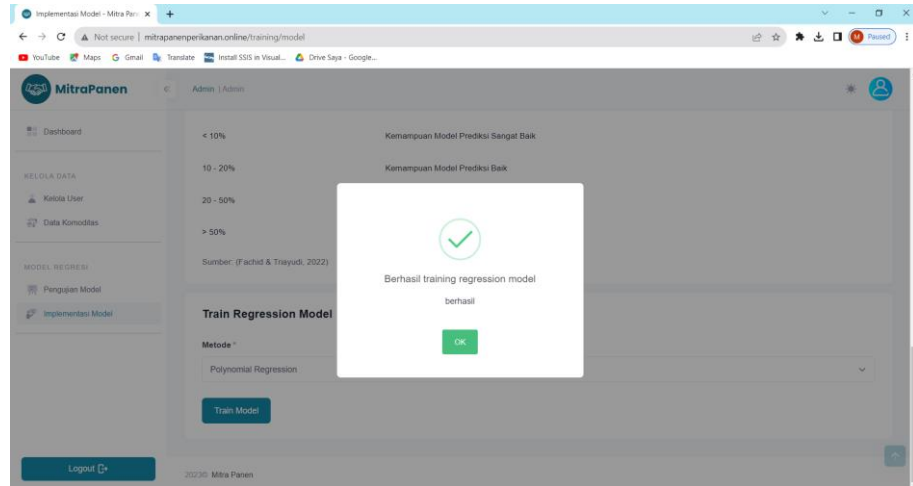 Implementasi Model - Mitra Pane
Not secure | mitrapanenperikanan.online/training/model
Paused
YouTube Maps Gmail Translate Install SSIS in Visual... Drive Saya - Google...
MitraPanen
Admin | Admin
Dashboard
KELOLA DATA
Kelola User
Data Komoditas
MODEL REGRESI
Pengujian Model
Implementasi Model
Logout
< 10% Kemampuan Model Prediksi Sangat Baik
10 - 20% Kemampuan Model Prediksi Baik
20 - 50%
> 50%
Sumber: (Fachid & Triayudi, 2022)
Train Regression Model
Metode *
Polynomial Regression
Train Model
Berhasil training regression model
berhasil
OK
2023© Mitra Panen